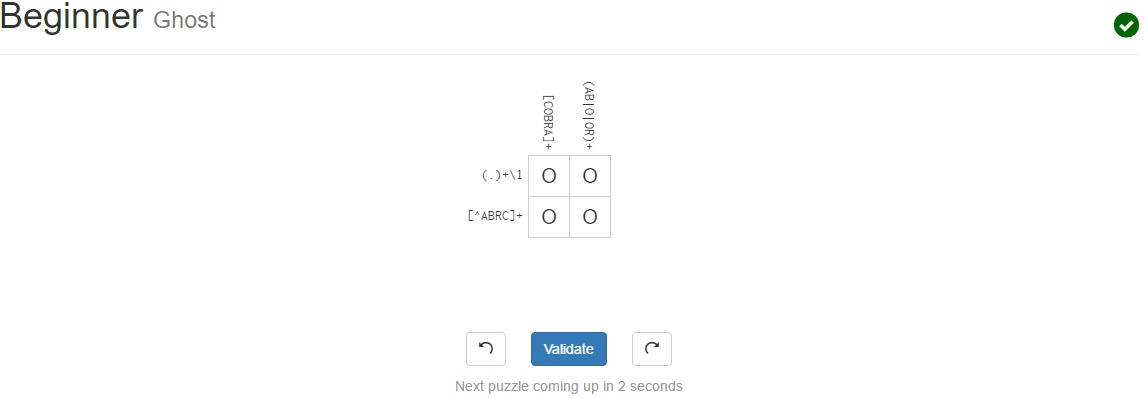 Beginner Ghost
[COBRA]+
(AB|O|OR)+
(.)+\1 O O
[^ABRC]+ O O
Validate
Next puzzle coming up in 2 seconds